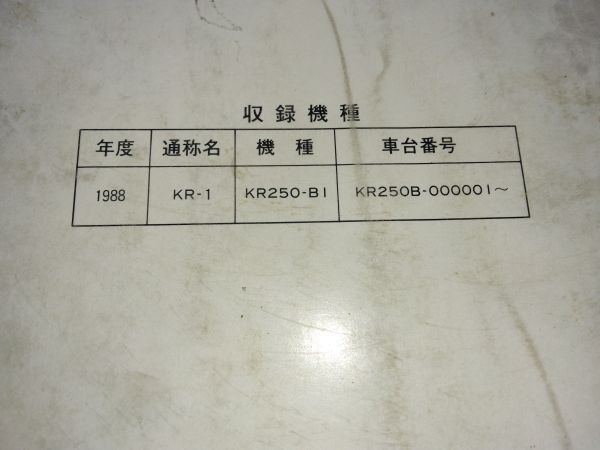 収録機種
年度 通称名 機種 車台番号
1988 KR-1 KR250-B1 KR250B-000001～